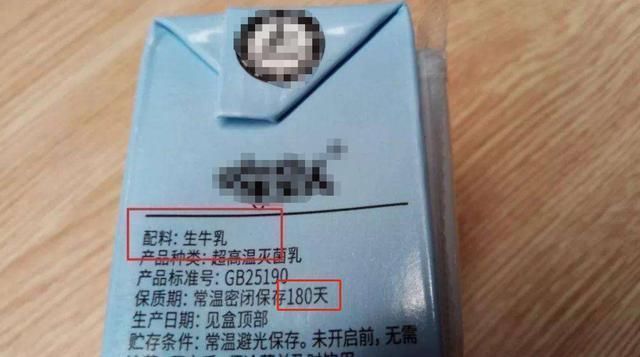 配料: 生牛乳
产品种类: 超高温灭菌乳
产品标准号: GB25190
保质期: 常温密闭保存180天
生产日期: 见盒顶部
贮存条件: 常温避光保存。未开启前, 无需